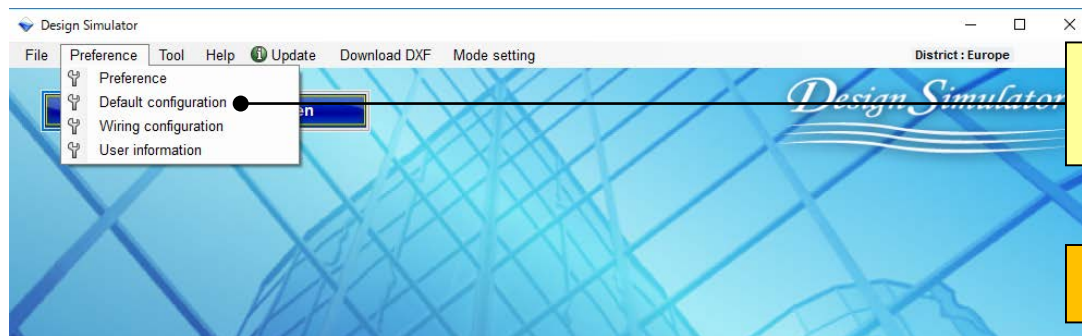 Design Simulator
File Preference Tool Help Update Download DXF Mode setting District : Europe
Preference
Default configuration
Wiring configuration
User information
en
Design Simulator